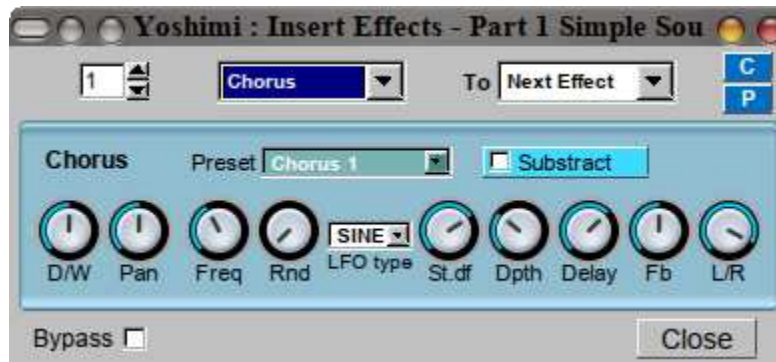 Yoshimi : Insert Effects - Part 1 Simple Sou
1 Chorus To Next Effect C
P
Chorus Preset Chorus 1 Substract
SINE
D/W Pan Freq Rnd LFO type St.df Dpth Delay Fb L/R
Bypass Close